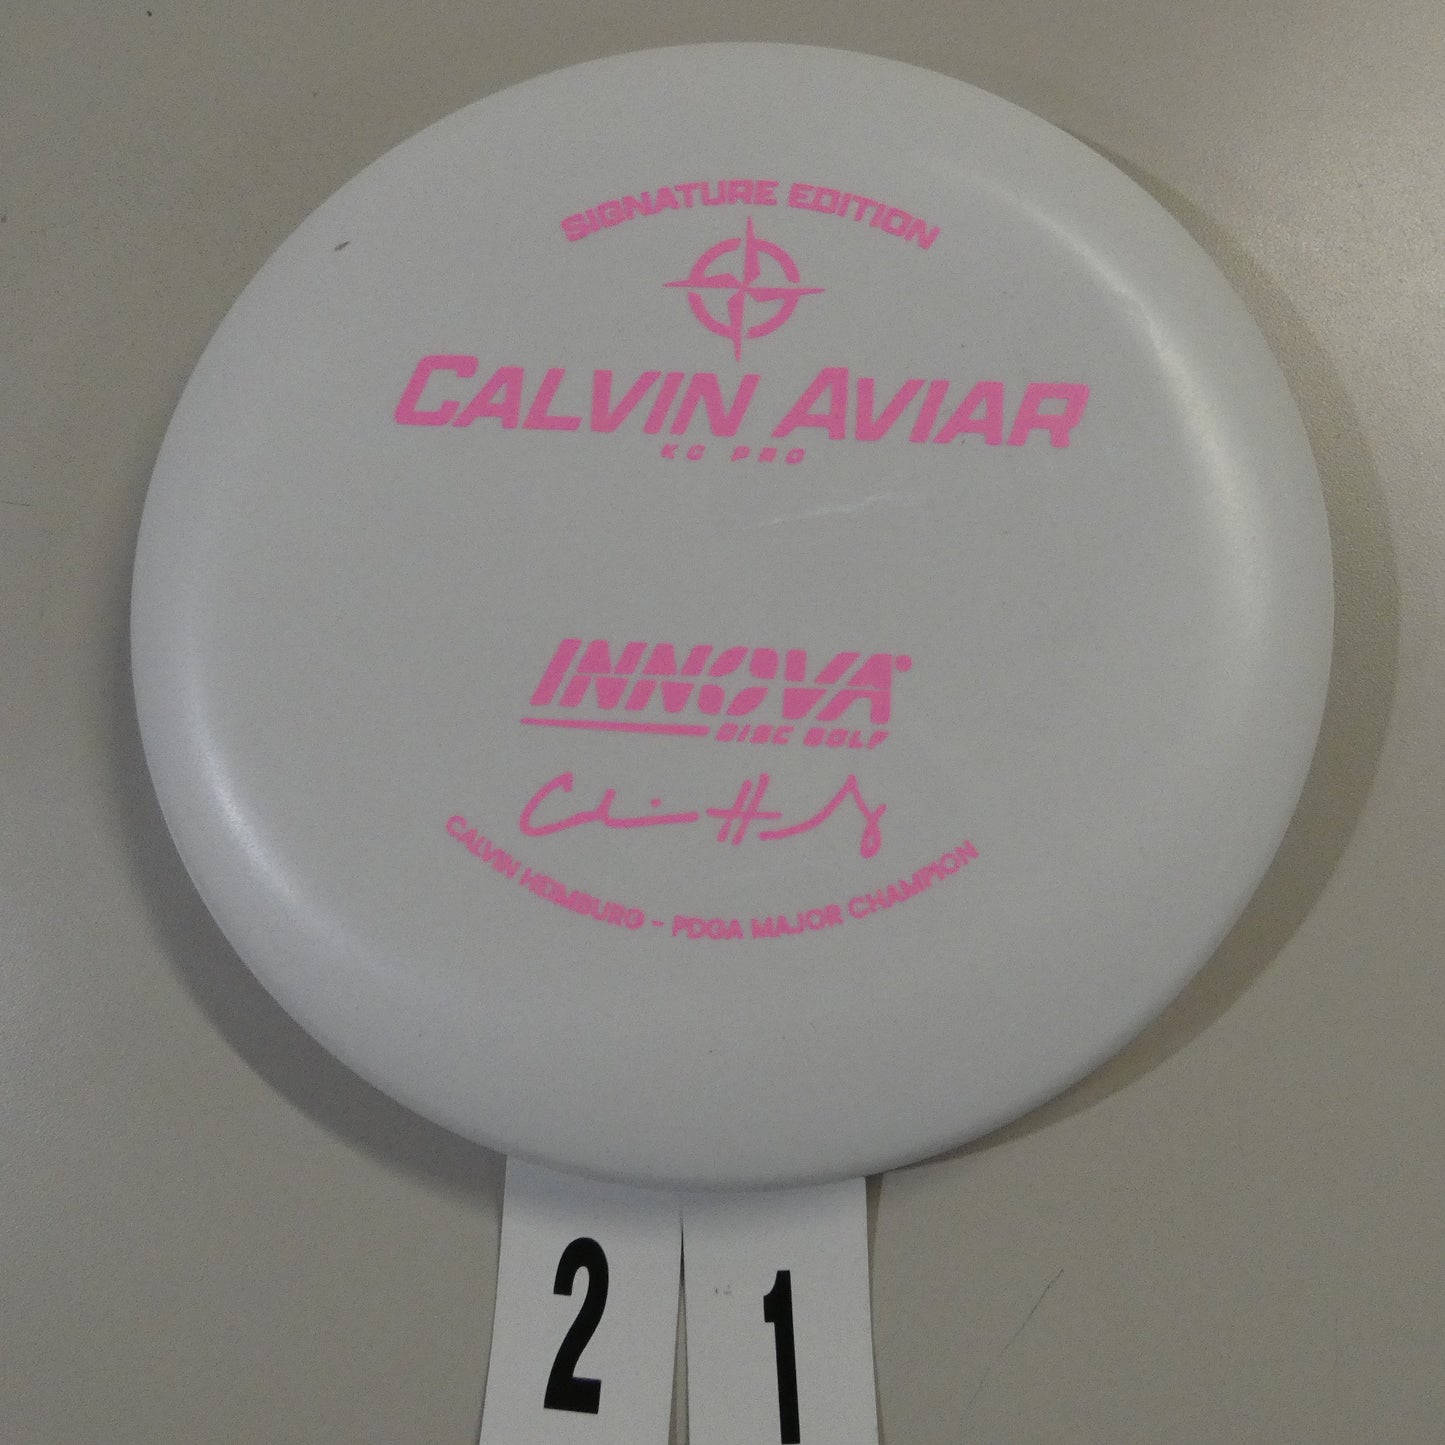 SIGNATURE EDITION
CALVIN AVIAR
KC PRO
INNOVA
DISC GOLF
CALVIN HEIMBURG - PDGA MAJOR CHAMPION
2 1